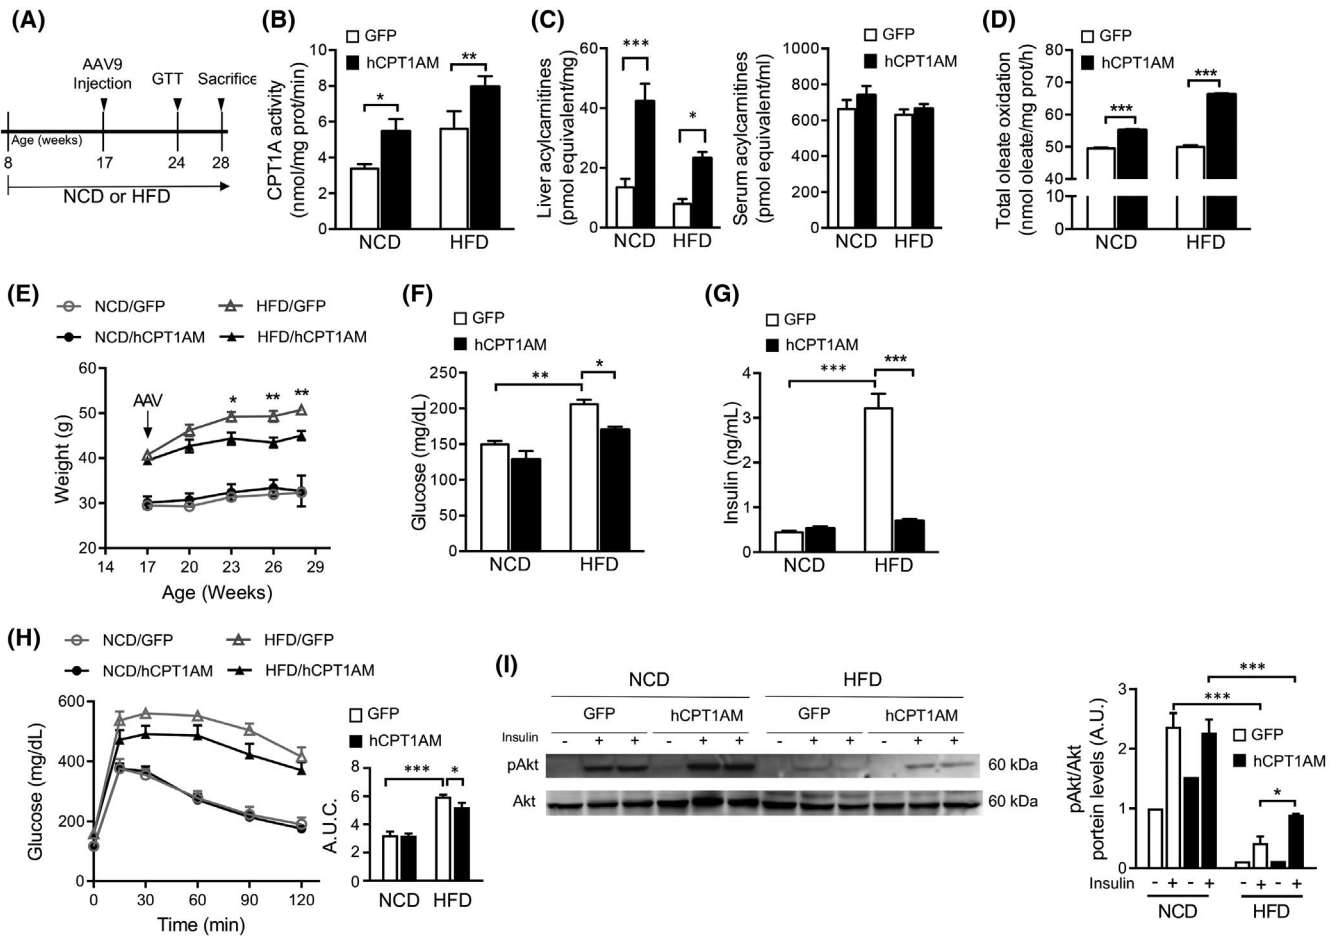 (A)
AAV9
Injection
GTT
Sacrifice
Age (weeks)
8
17
24
28
NCD or HFD
(B)
GFP
hCPT1AM
CPT1A activity
(nmol/mg prot/min)
10
8
6
4
2
0
*
**
NCD
HFD
(C)
Liver acylcarnitines
(pmol equivalent/mg)
60
40
20
0
***
*
NCD
HFD
GFP
hCPT1AM
Serum acylcarnitines
(pmol equivalent/ml)
1000
800
600
400
200
0
NCD
HFD
(D)
GFP
hCPT1AM
Total oleate oxidation
(nmol oleate/mg prot/h)
80
70
60
50
40
10
0
***
***
NCD
HFD
(E)
NCD/GFP
HFD/GFP
NCD/hCPT1AM
HFD/hCPT1AM
Weight (g)
60
50
40
30
20
AAV
*
**
**
14
17
20
23
26
29
Age (Weeks)
(F)
GFP
hCPT1AM
Glucose (mg/dL)
250
200
150
100
50
0
**
*
NCD
HFD
(G)
GFP
hCPT1AM
Insulin (ng/mL)
4
3
2
1
0
***
***
NCD
HFD
(H)
NCD/GFP
HFD/GFP
NCD/hCPT1AM
HFD/hCPT1AM
Glucose (mg/dL)
600
400
200
0
0
30
60
90
120
Time (min)
GFP
hCPT1AM
A.U.C.
8
6
4
2
0
***
*
NCD
HFD
(I)
NCD
HFD
GFP
hCPT1AM
GFP
hCPT1AM
Insulin - + + - + + - + + - + +
pAkt
60 kDa
Akt
60 kDa
pAkt/Akt
portein levels (A.U.)
3
2
1
0
***
***
*
GFP
hCPT1AM
Insulin - + - + - + - +
NCD
HFD